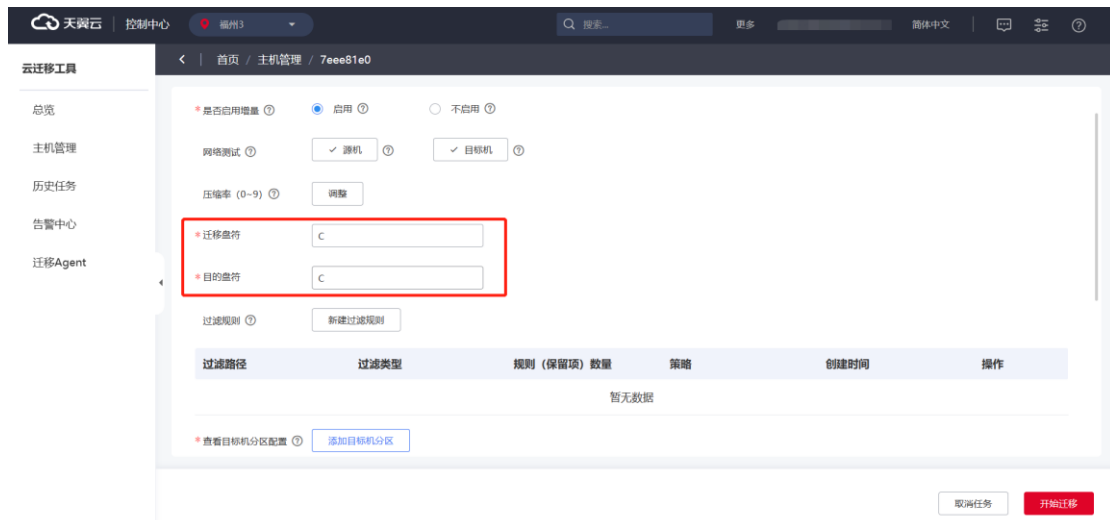 天翼云 控制中心 福州3 搜索... 更多 简体中文
云迁移工具
首页 / 主机管理 / 7eee81e0
总览
主机管理
历史任务
告警中心
迁移Agent
* 是否启用增量 启用 不启用
网络测试 源机 目标机
压缩率 (0~9) 调整
* 迁移盘符 C
* 目的盘符 C
过滤规则 新建过滤规则
过滤路径 过滤类型 规则（保留项）数量 策略 创建时间 操作
暂无数据
* 查看目标机分区配置 添加目标机分区
取消任务 开始迁移